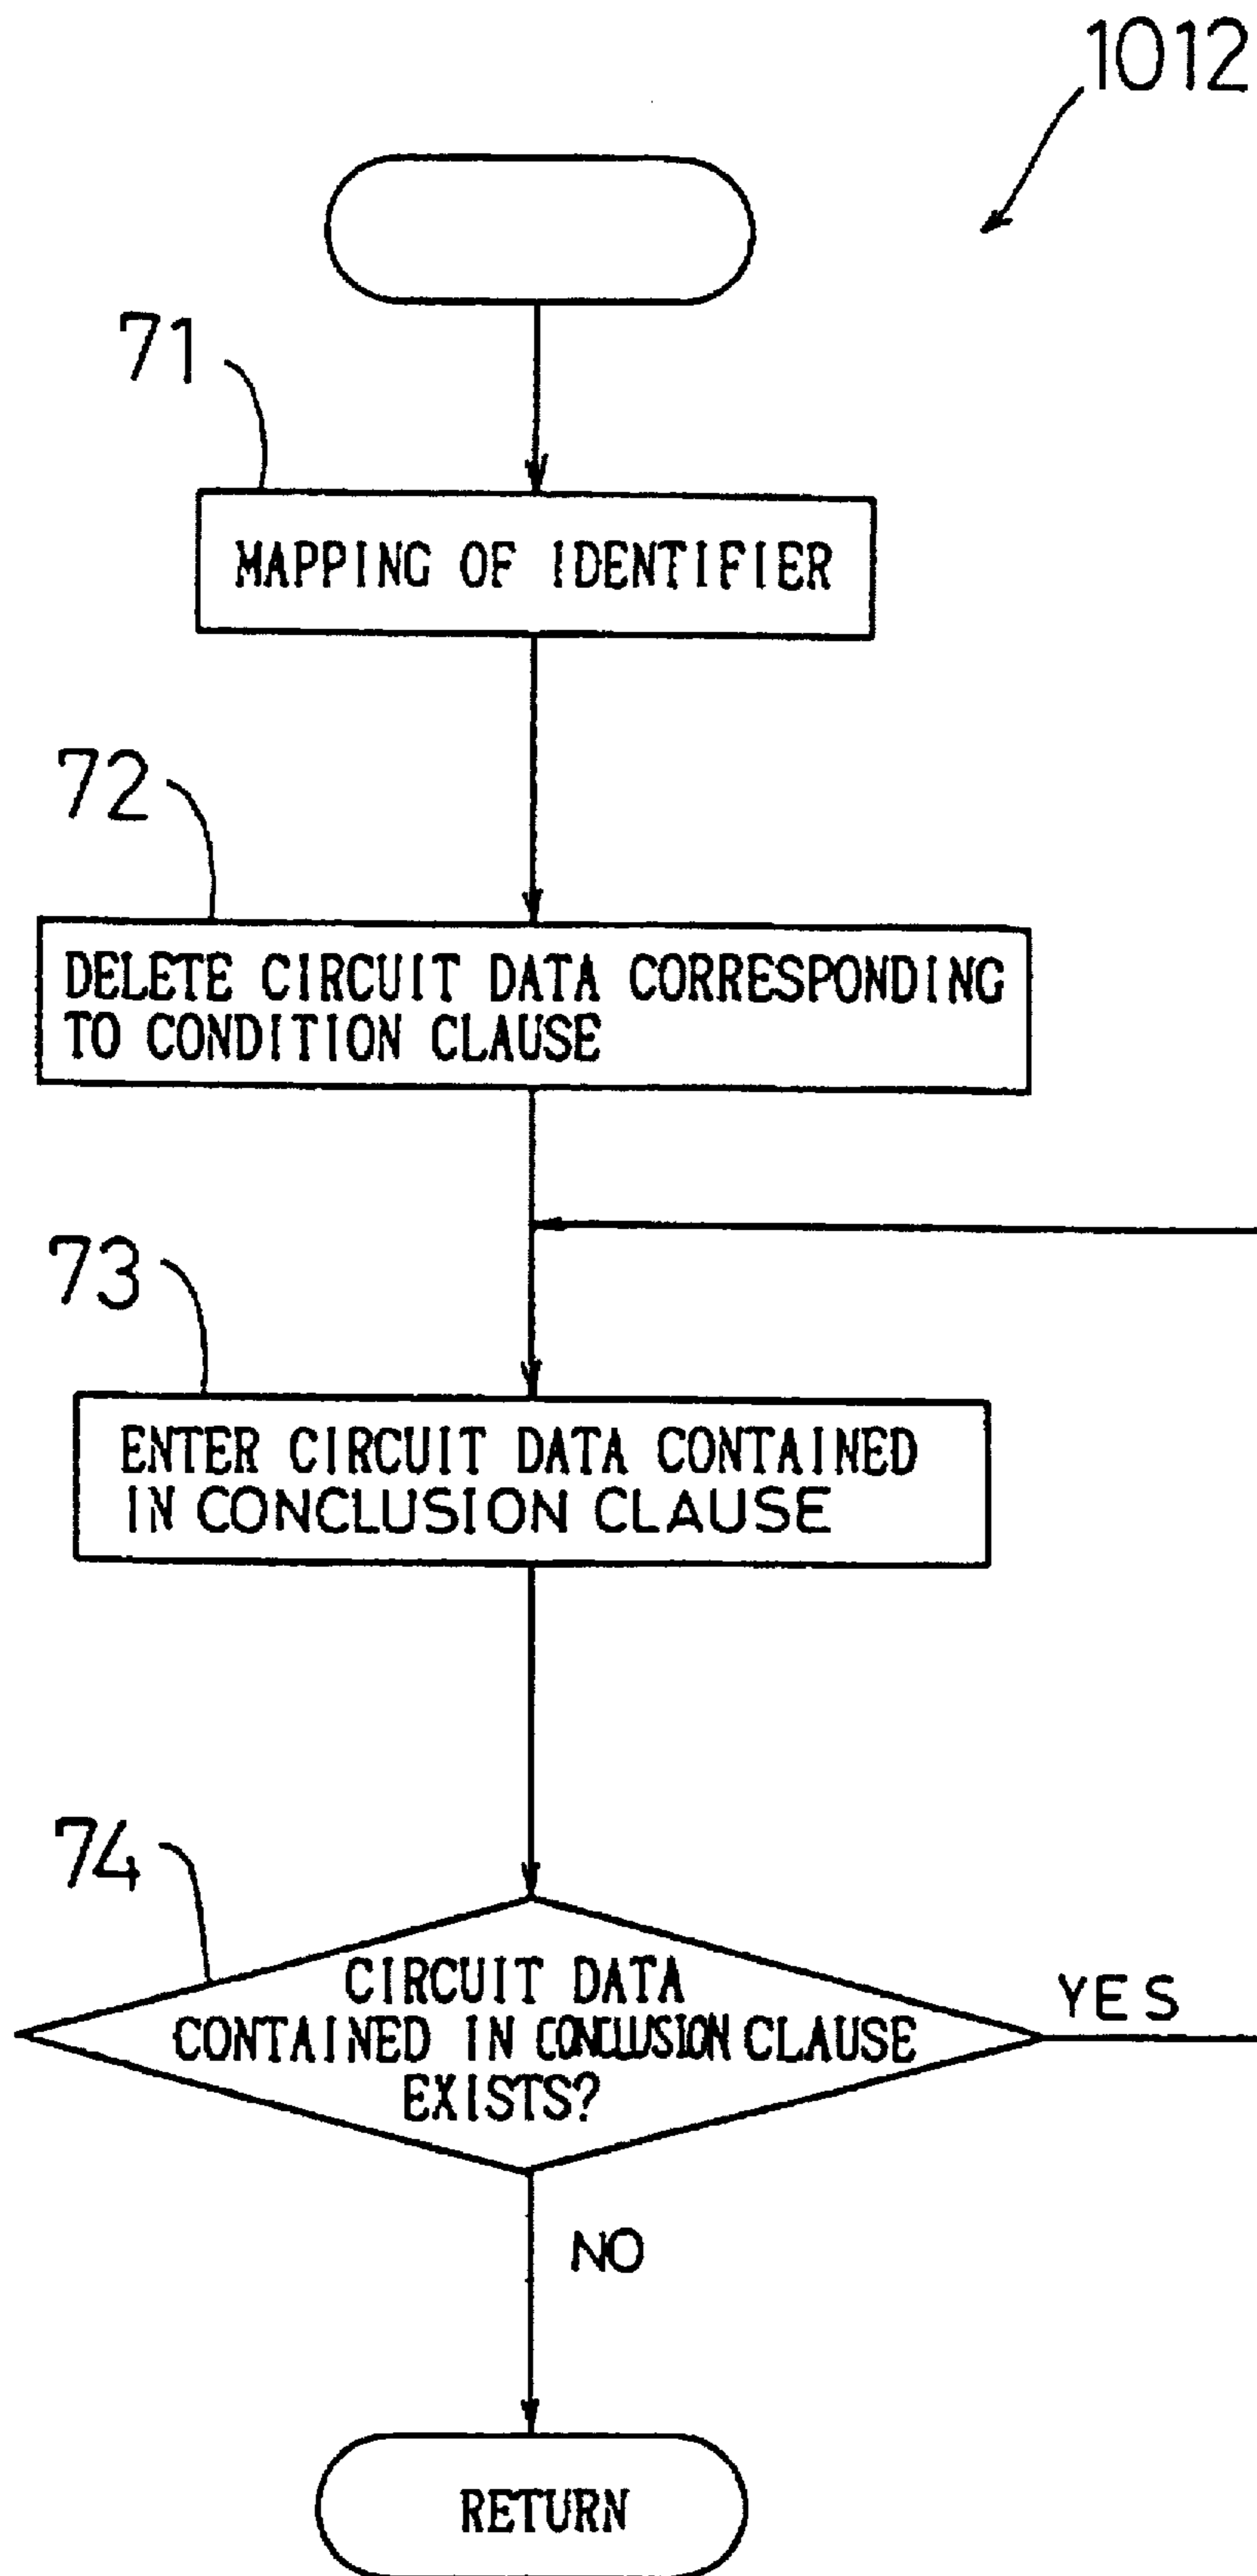 1012
71
MAPPING OF IDENTIFIER
72
DELETE CIRCUIT DATA CORRESPONDING
TO CONDITION CLAUSE
73
ENTER CIRCUIT DATA CONTAINED
IN CONCLUSION CLAUSE
74
CIRCUIT DATA
CONTAINED IN CONCLUSION CLAUSE
EXISTS?
YES
NO
RETURN